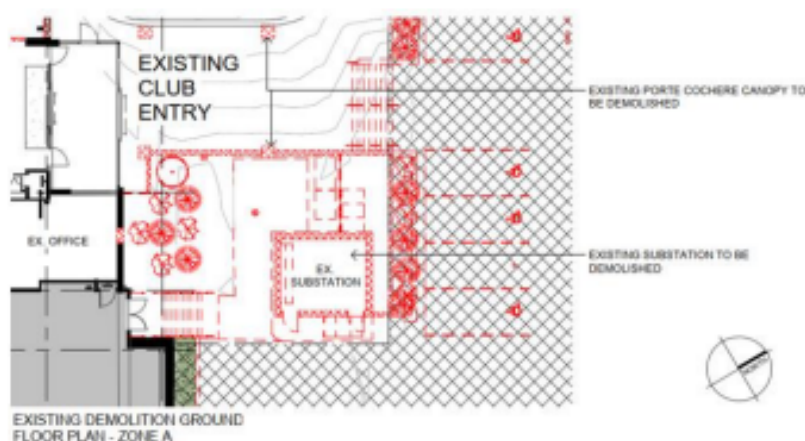 EXISTING
CLUB
ENTRY
EXISTING PORTE COCHERE CANOPY TO
BE DEMOLISHED
EX. OFFICE
EX.
SUBSTATION
EXISTING SUBSTATION TO BE
DEMOLISHED
EXISTING DEMOLITION GROUND
FLOOR PLAN - ZONE A